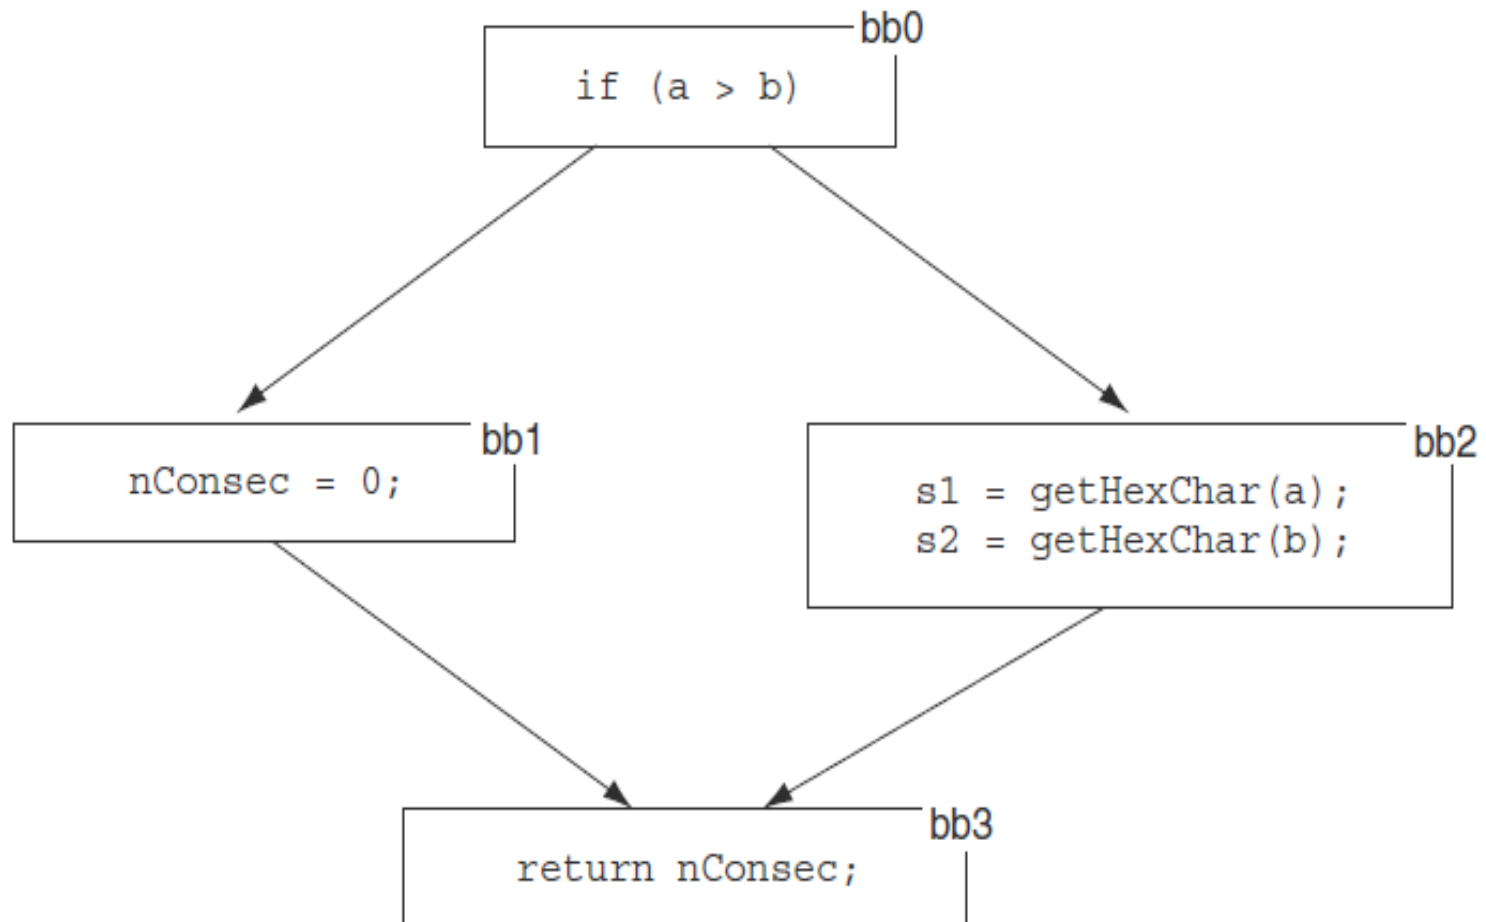 bb0
if (a > b)
bb1
nConsec = 0;
bb2
s1 = getHexChar(a);
s2 = getHexChar(b);
bb3
return nConsec;